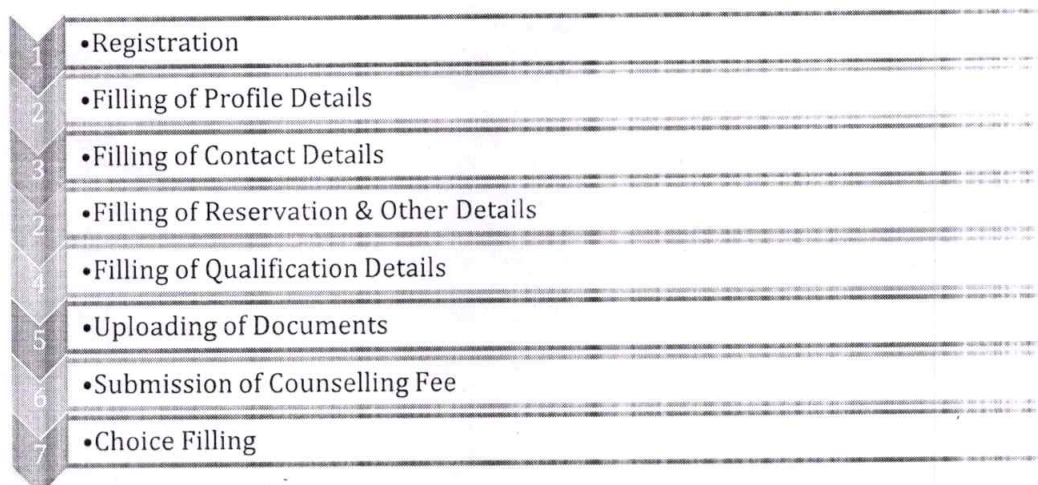 1 •Registration
2 •Filling of Profile Details
3 •Filling of Contact Details
2 •Filling of Reservation & Other Details
4 •Filling of Qualification Details
5 •Uploading of Documents
6 •Submission of Counselling Fee
7 •Choice Filling